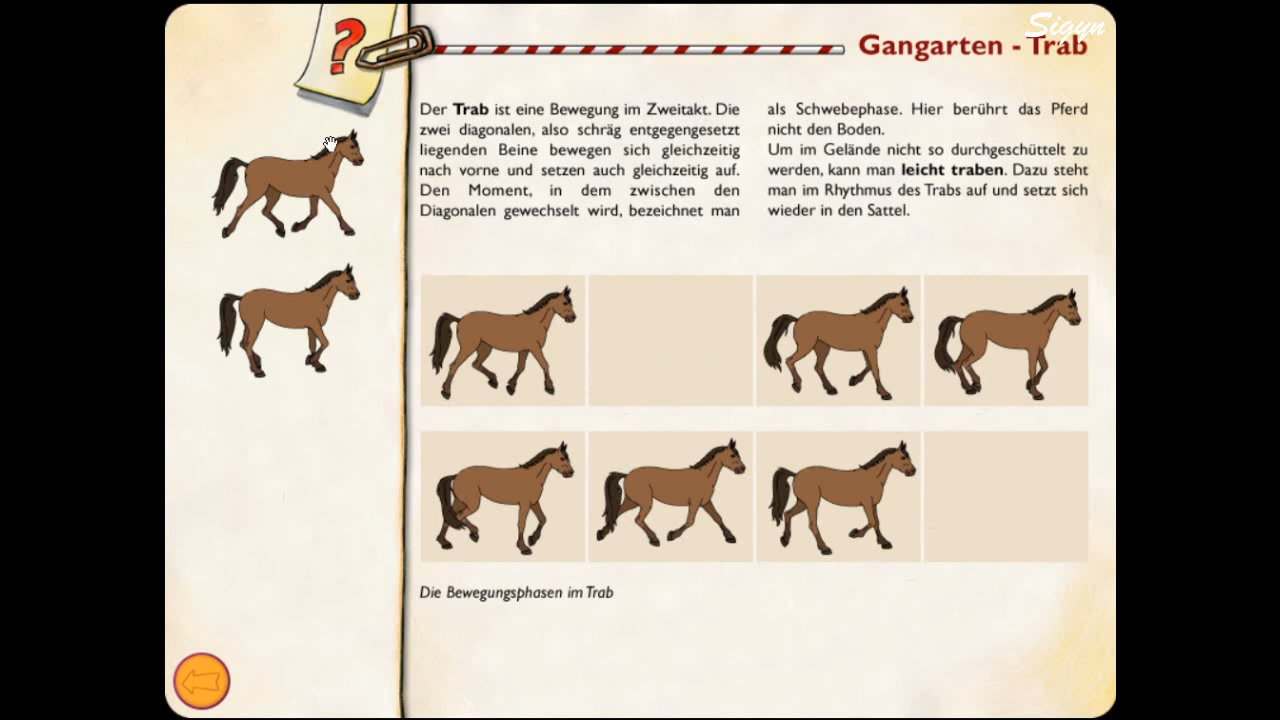 ?
Sigyn
Gangarten - Trab
Der Trab ist eine Bewegung im Zweitakt. Die
zwei diagonalen, also schräg entgegengesetzt
liegenden Beine bewegen sich gleichzeitig
nach vorne und setzen auch gleichzeitig auf.
Den Moment, in dem zwischen den
Diagonalen gewechselt wird, bezeichnet man
als Schwebephase. Hier berührt das Pferd
nicht den Boden.
Um im Gelände nicht so durchgeschüttelt zu
werden, kann man leicht traben. Dazu steht
man im Rhythmus des Trabs auf und setzt sich
wieder in den Sattel.
Die Bewegungsphasen im Trab